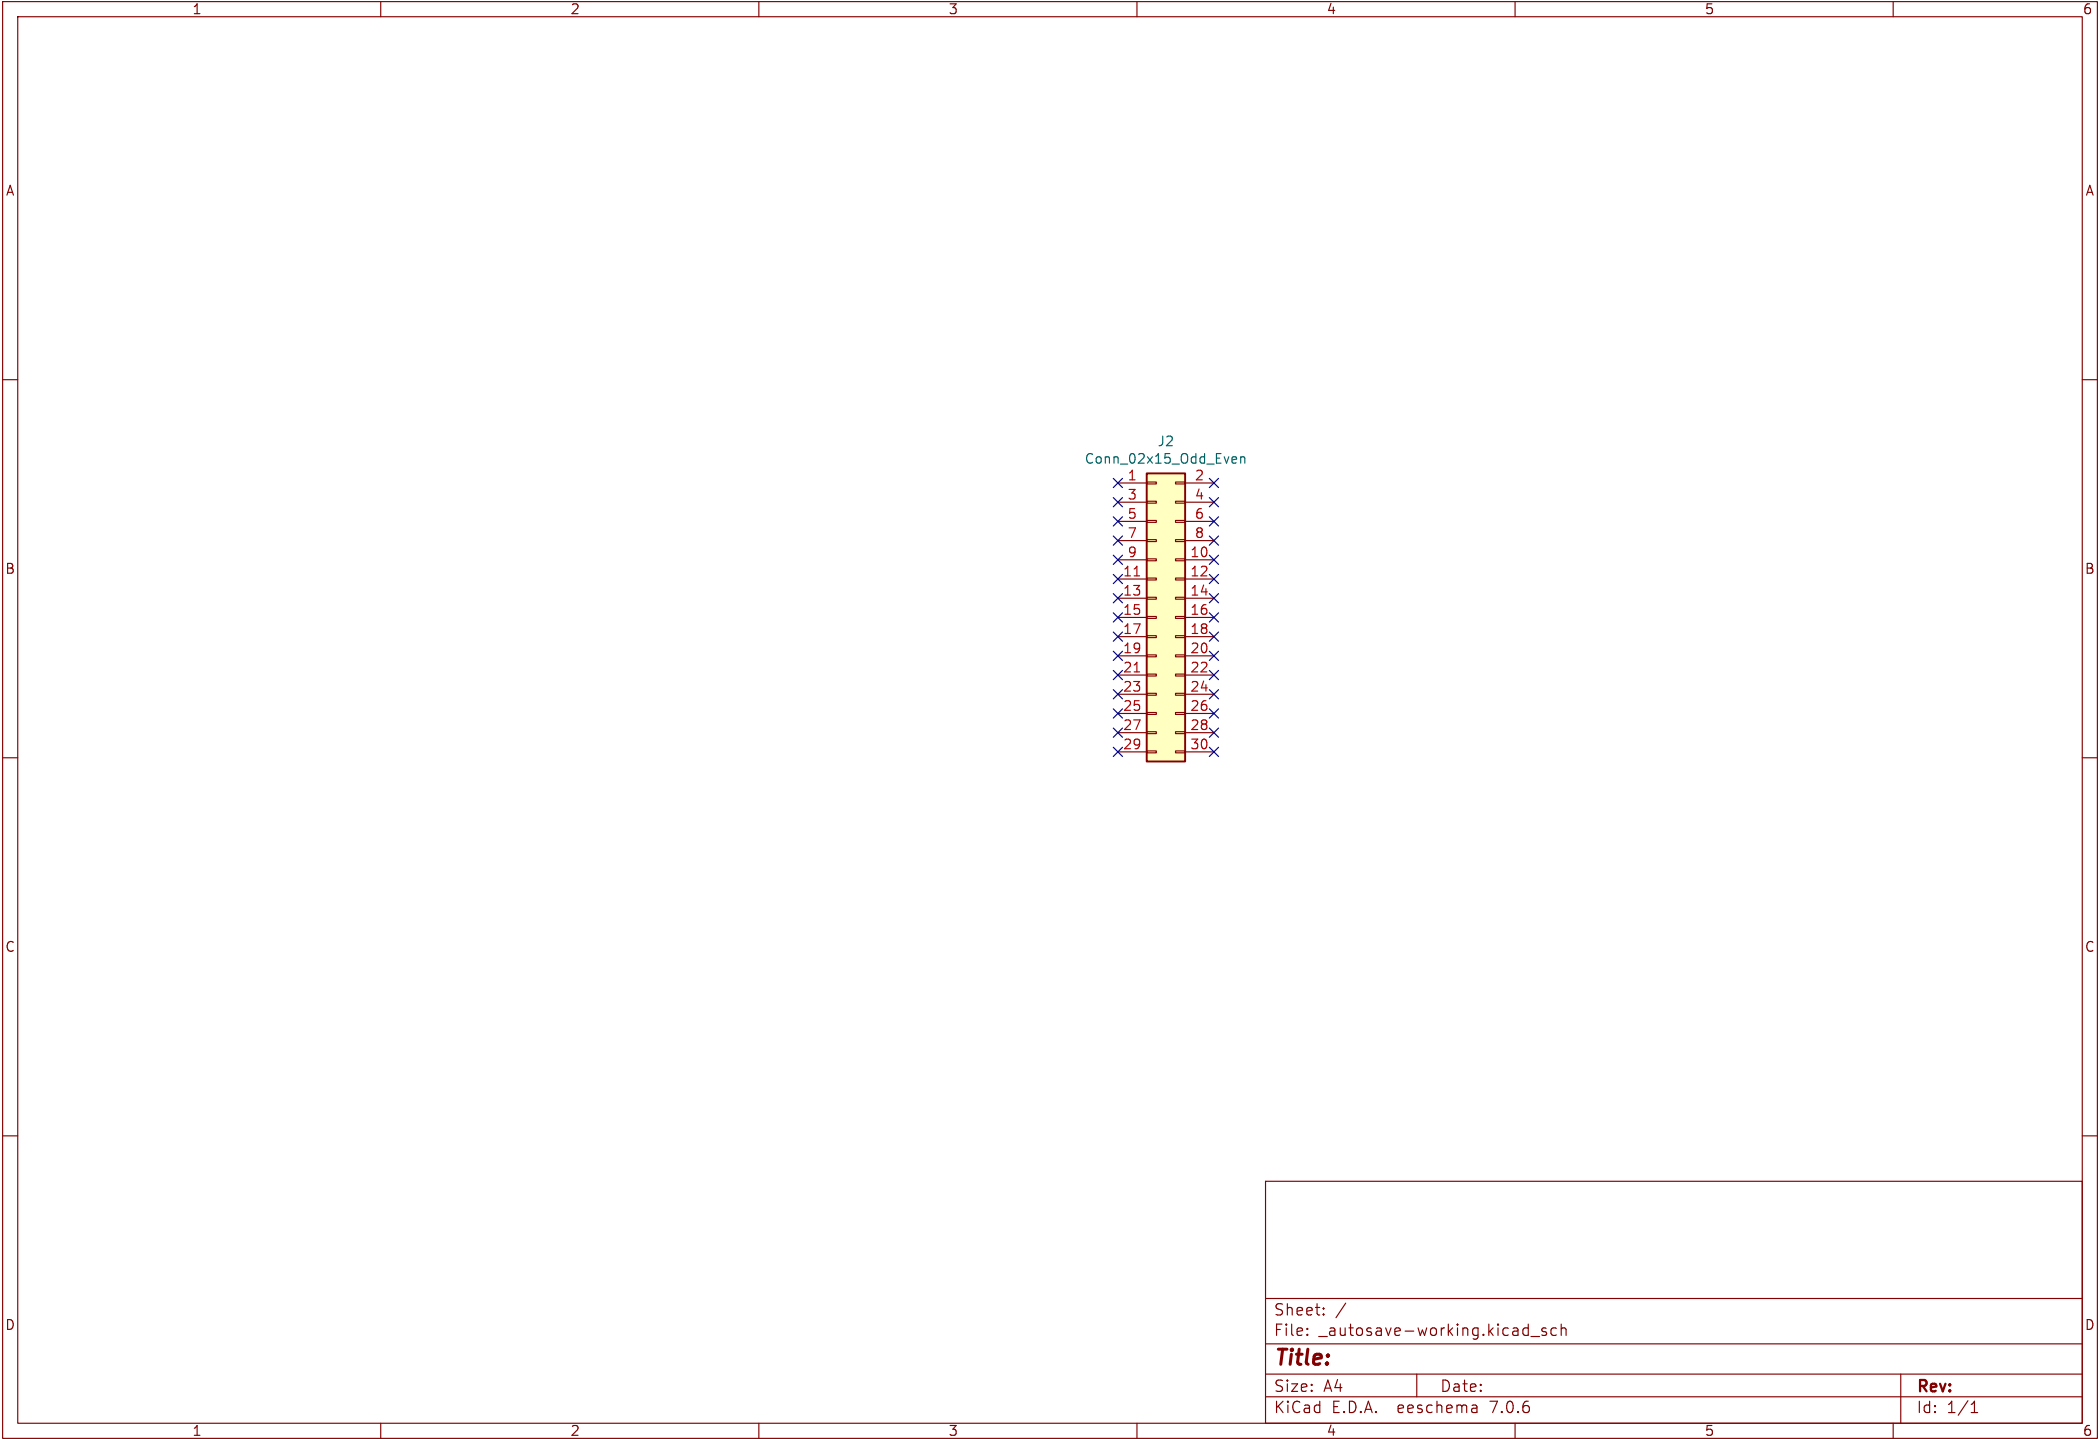 1 2 3 4 5 6
A A
J2
Conn_02x15_Odd_Even
1 2
3 4
5 6
7 8
9 10
B B
11 12
13 14
15 16
17 18
19 20
21 22
23 24
25 26
27 28
29 30
C C
Sheet: /
D D
File: _autosave-working.kicad_sch
Title:
Size: A4 Date: Rev:
KiCad E.D.A. eeschema 7.0.6 Id: 1/1
1 2 3 4 5 6